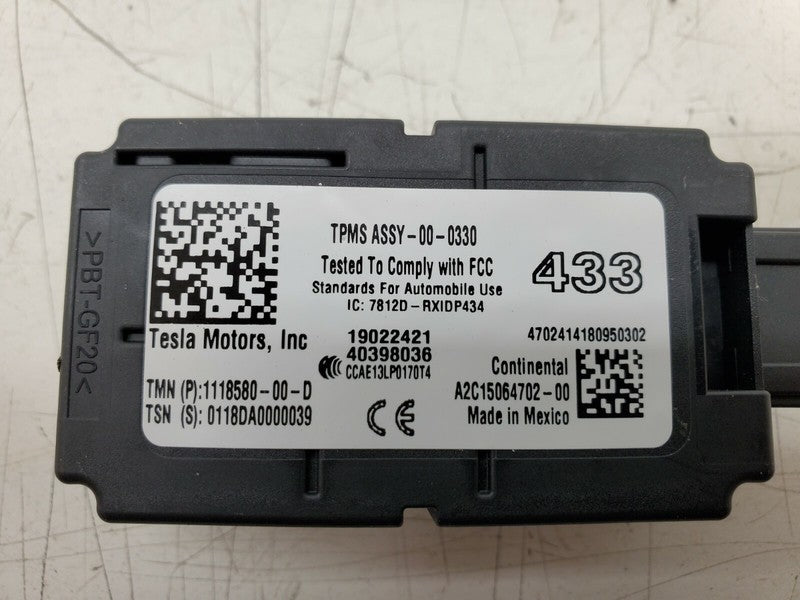 TPMS ASSY-00-0330
Tested To Comply with FCC
Standards For Automobile Use
IC: 7812D-RXIDP434
433
Tesla Motors, Inc
19022421
40398036
CCAE13LP0170T4
4702414180950302
TMN (P):1118580-00-D
TSN (S): 0118DA0000039
CE
Continental
A2C15064702-00
Made in Mexico
>PBT-GF20<